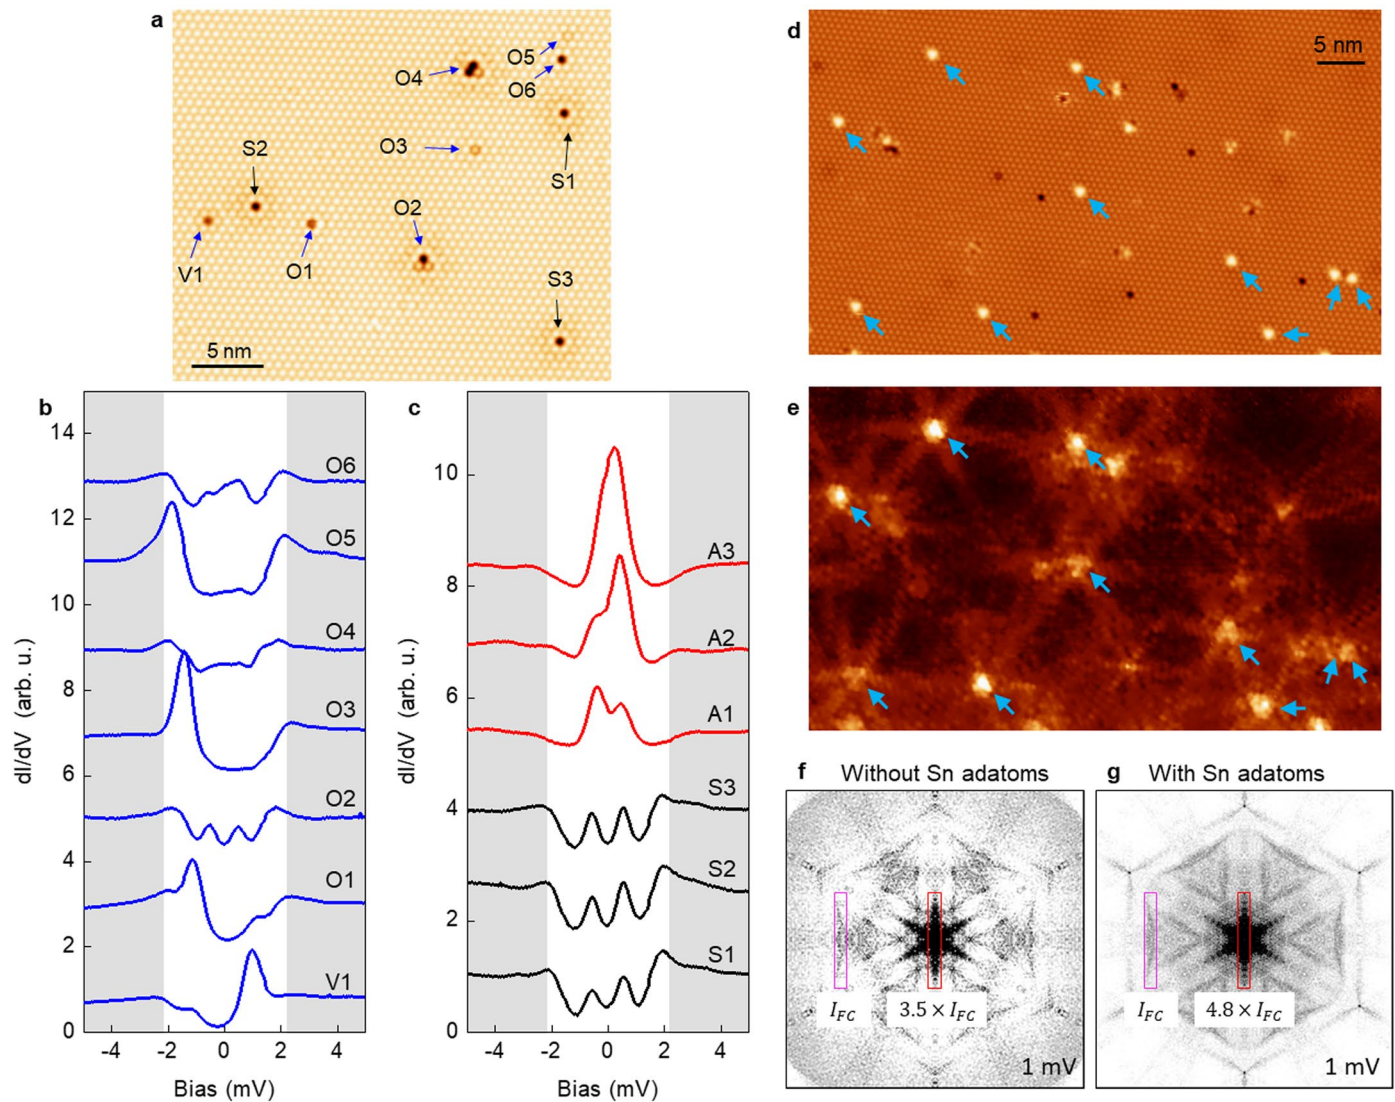 a
O5
O4
O6
O3
S1
S2
O2
V1
O1
S3
5 nm
d
5 nm
e
b
14
12
10
8
6
4
2
0
O6
O5
O4
O3
O2
O1
V1
-4
-2
0
2
4
dI/dV (arb. u.)
Bias (mV)
c
10
8
6
4
2
0
A3
A2
A1
S3
S2
S1
-4
-2
0
2
4
dI/dV (arb. u.)
Bias (mV)
f Without Sn adatoms
I_FC
3.5 × I_FC
1 mV
g With Sn adatoms
I_FC
4.8 × I_FC
1 mV